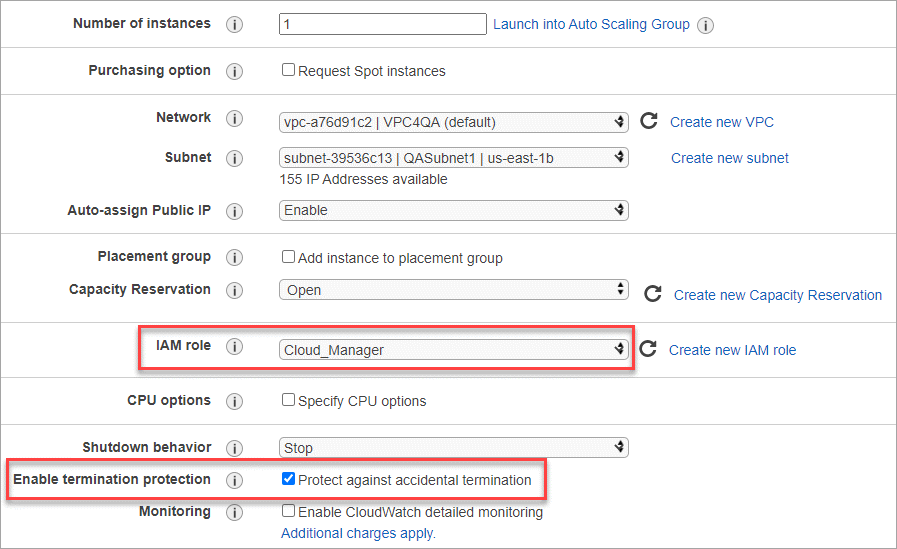 Number of instances i 1 Launch into Auto Scaling Group i
Purchasing option i Request Spot instances
Network i vpc-a76d91c2 | VPC4QA (default) Create new VPC
Subnet i subnet-39536c13 | QASubnet1 | us-east-1b Create new subnet
155 IP Addresses available
Auto-assign Public IP i Enable
Placement group i Add instance to placement group
Capacity Reservation i Open Create new Capacity Reservation
IAM role i Cloud_Manager Create new IAM role
CPU options i Specify CPU options
Shutdown behavior i Stop
Enable termination protection i Protect against accidental termination
Monitoring i Enable CloudWatch detailed monitoring
Additional charges apply.